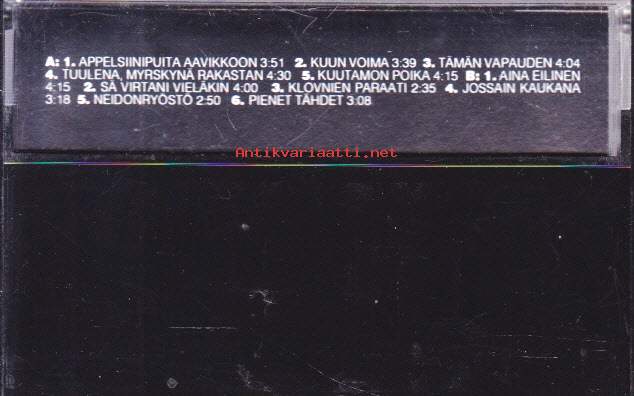 A: 1. APPELSIINIPUITA AAVIKKOON 3:51 2. KUUN VOIMA 3:39 3. TÄMÄN VAPAUDEN 4:04
4. TUULENA, MYRSKYNÄ RAKASTAN 4:30 5. KUUTAMON POIKA 4:15 B: 1. AINA EILINEN
4:15 2. SÄ VIRTANI VIELÄKIN 4:00 3. KLOVNIEN PARAATI 2:35 4. JOSSAIN KAUKANA
3:18 5. NEIDONRYÖSTÖ 2:50 6. PIENET TÄHDET 3:08
Antikvariaatti.net